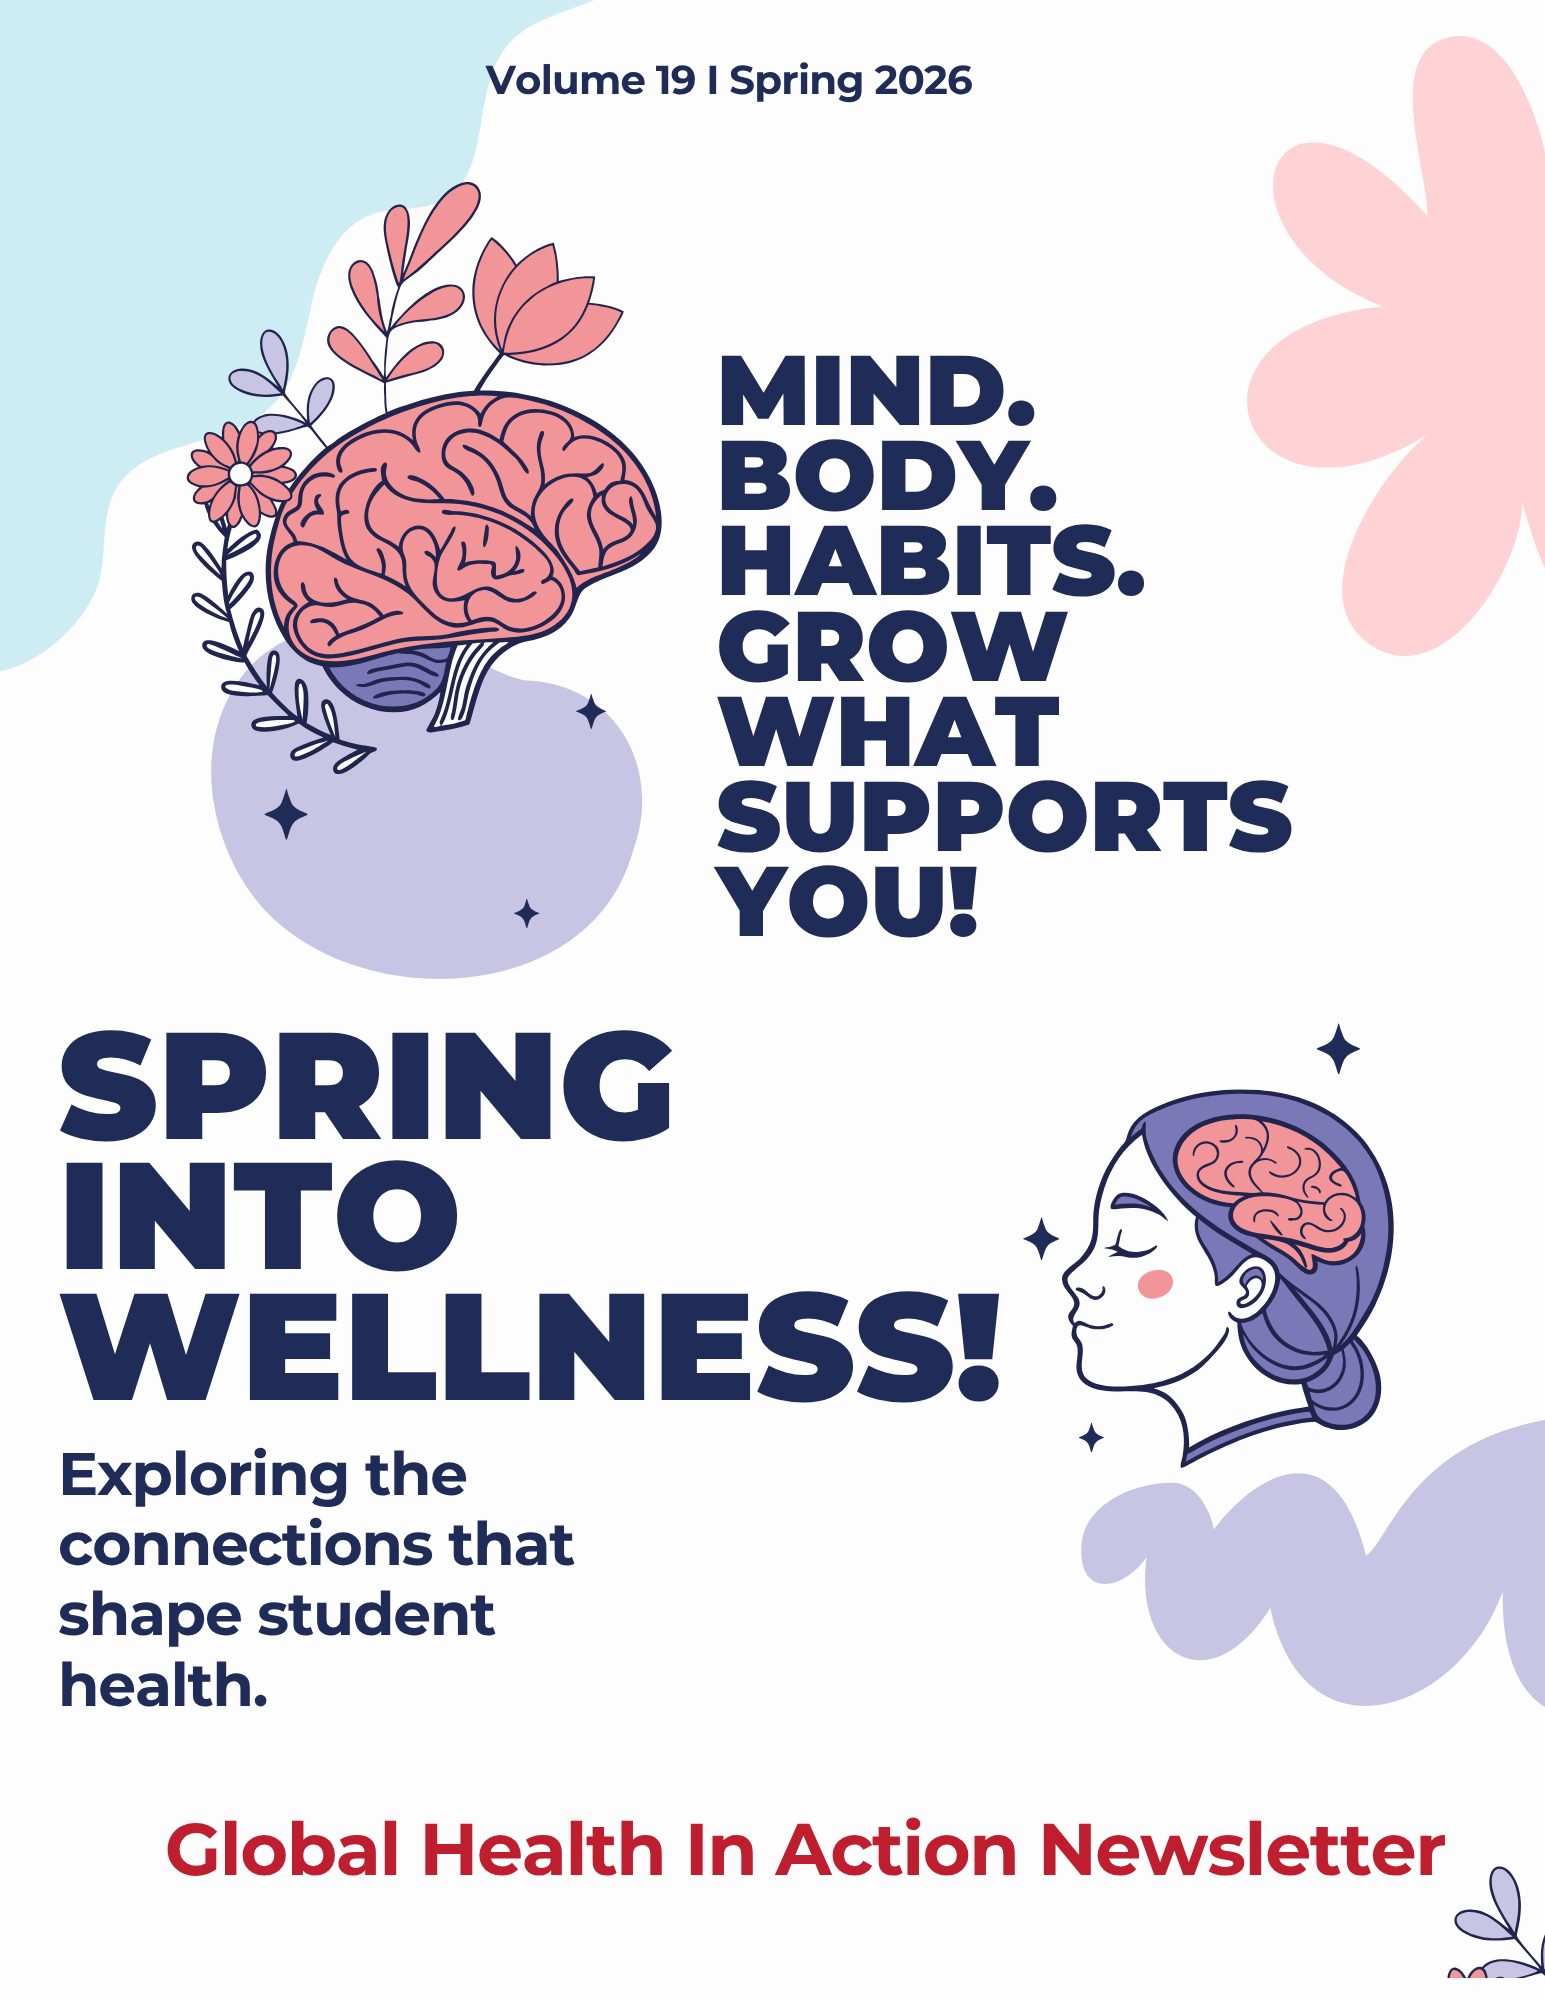 Volume 19 I Spring 2026
MIND.
BODY.
HABITS.
GROW
WHAT
SUPPORTS
YOU!
SPRING
INTO
WELLNESS!
Exploring the
connections that
shape student
health.
Global Health In Action Newsletter